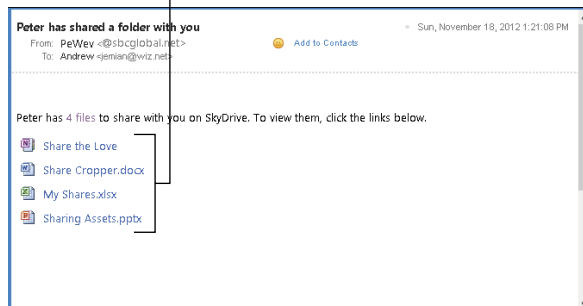 Peter has shared a folder with you
Sun, November 18, 2012 1:21:08 PM
From: PeWev <@sbcglobal.net>
Add to Contacts
To: Andrew <jemian@wiz.net>
Peter has 4 files to share with you on SkyDrive. To view them, click the links below.
Share the Love
Share Cropper.docx
My Shares.xlsx
Sharing Assets.pptx